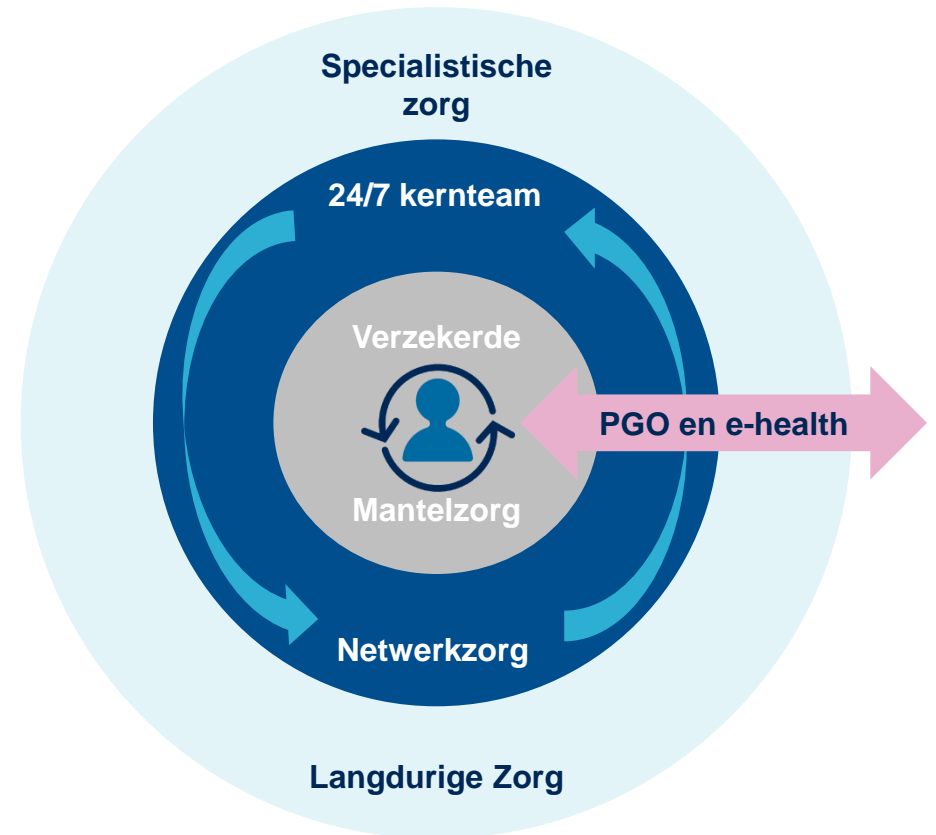 Specialistische
zorg
24/7 kernteam
Verzekerde
PGO en e-health
Mantelzorg
Netwerkzorg
Langdurige Zorg